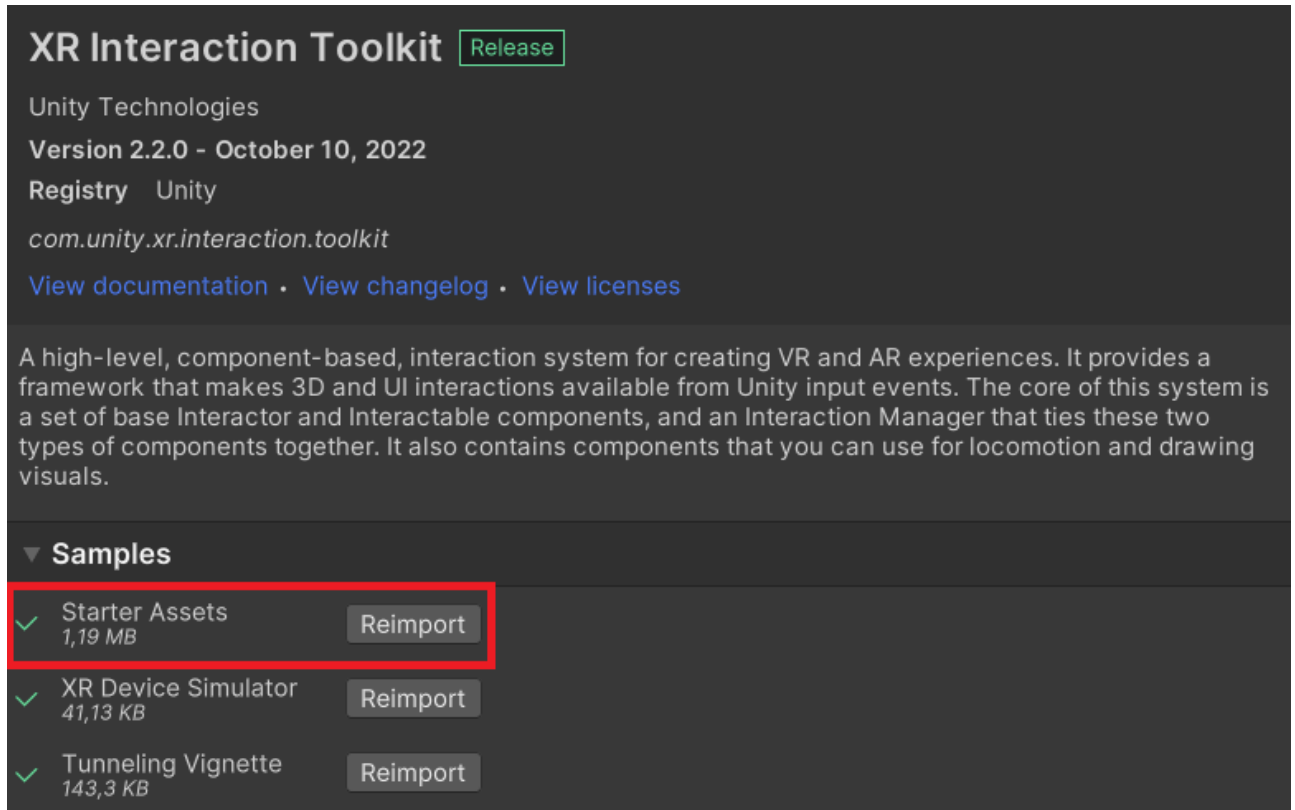 XR Interaction Toolkit Release
Unity Technologies
Version 2.2.0 - October 10, 2022
Registry Unity
com.unity.xr.interaction.toolkit
View documentation • View changelog • View licenses
A high-level, component-based, interaction system for creating VR and AR experiences. It provides a
framework that makes 3D and UI interactions available from Unity input events. The core of this system is
a set of base Interactor and Interactable components, and an Interaction Manager that ties these two
types of components together. It also contains components that you can use for locomotion and drawing
visuals.
Samples
Starter Assets
1,19 MB
Reimport
XR Device Simulator
41,13 KB
Reimport
Tunneling Vignette
143,3 KB
Reimport